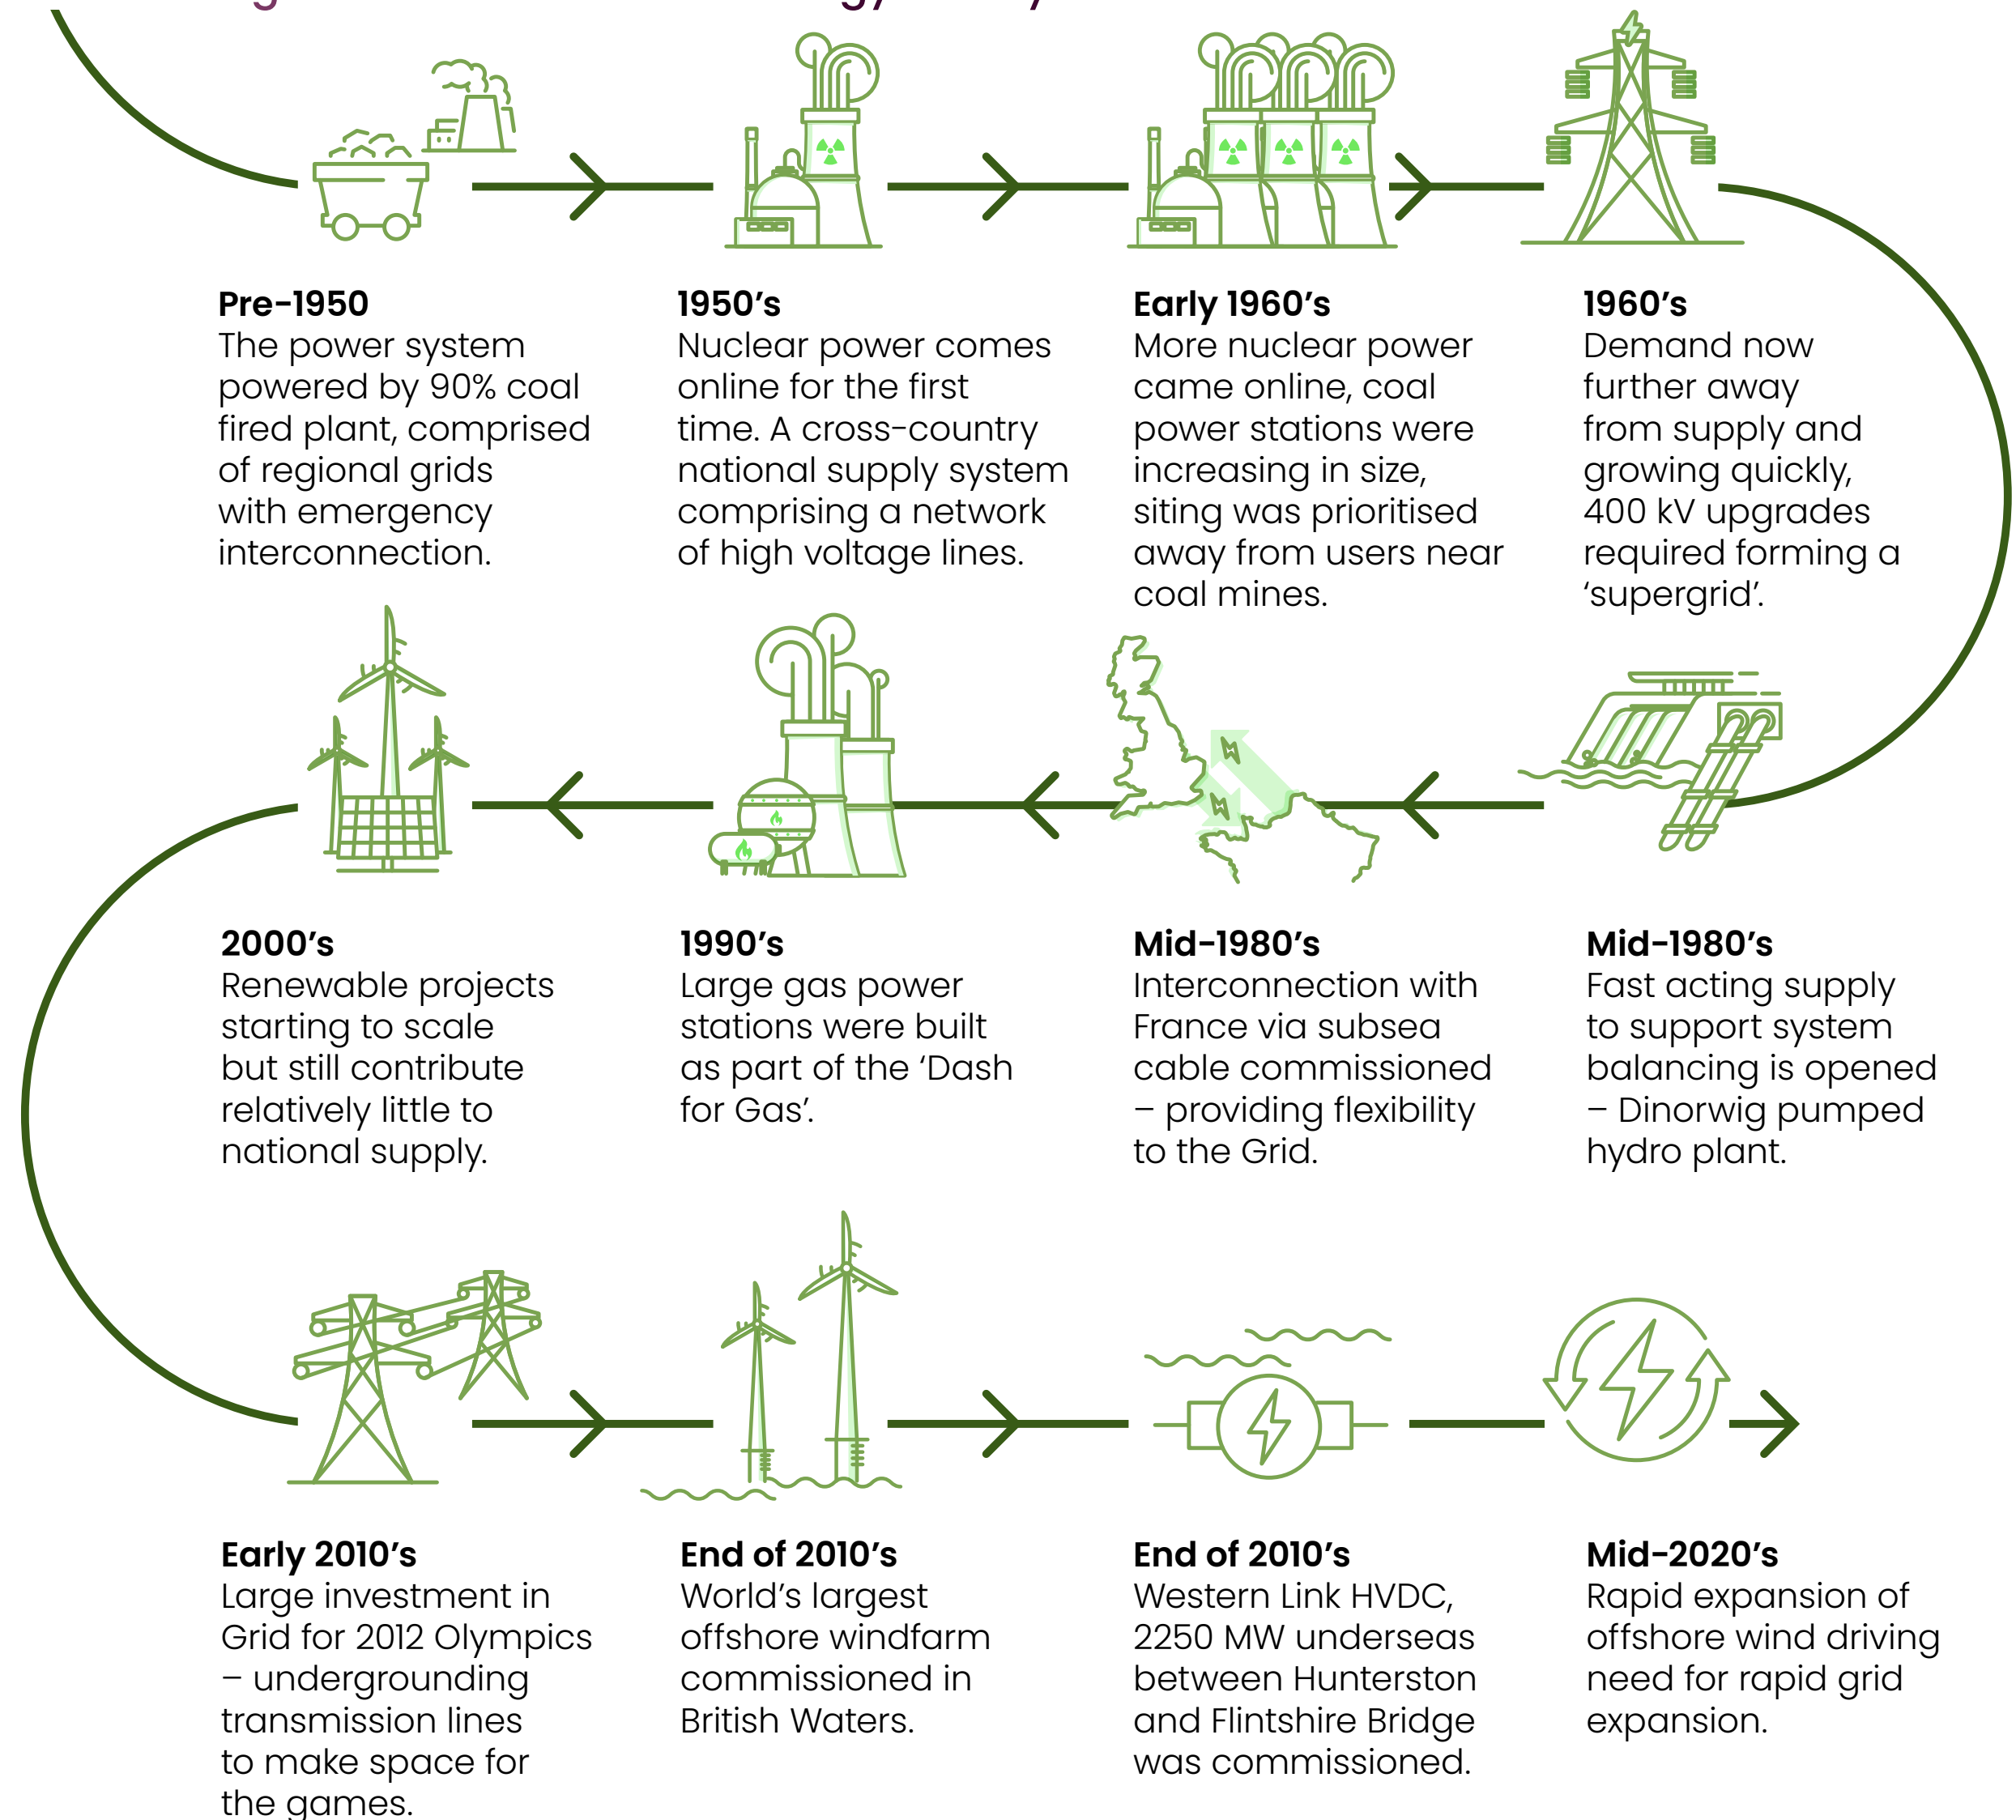 Pre-1950
The power system
powered by 90% coal
fired plant, comprised
of regional grids
with emergency
interconnection.
1950’s
Nuclear power comes
online for the first
time. A cross-country
national supply system
comprising a network
of high voltage lines.
Early 1960’s
More nuclear power
came online, coal
power stations were
increasing in size,
siting was prioritised
away from users near
coal mines.
1960’s
Demand now
further away
from supply and
growing quickly,
400 kV upgrades
required forming a
‘supergrid’.
Mid-1980’s
Fast acting supply
to support system
balancing is opened
– Dinorwig pumped
hydro plant.
Mid-1980’s
Interconnection with
France via subsea
cable commissioned
– providing flexibility
to the Grid.
1990’s
Large gas power
stations were built
as part of the ‘Dash
for Gas’.
2000’s
Renewable projects
starting to scale
but still contribute
relatively little to
national supply.
Early 2010’s
Large investment in
Grid for 2012 Olympics
– undergrounding
transmission lines
to make space for
the games.
End of 2010’s
World’s largest
offshore windfarm
commissioned in
British Waters.
End of 2010’s
Western Link HVDC,
2250 MW underseas
between Hunterston
and Flintshire Bridge
was commissioned.
Mid-2020’s
Rapid expansion of
offshore wind driving
need for rapid grid
expansion.